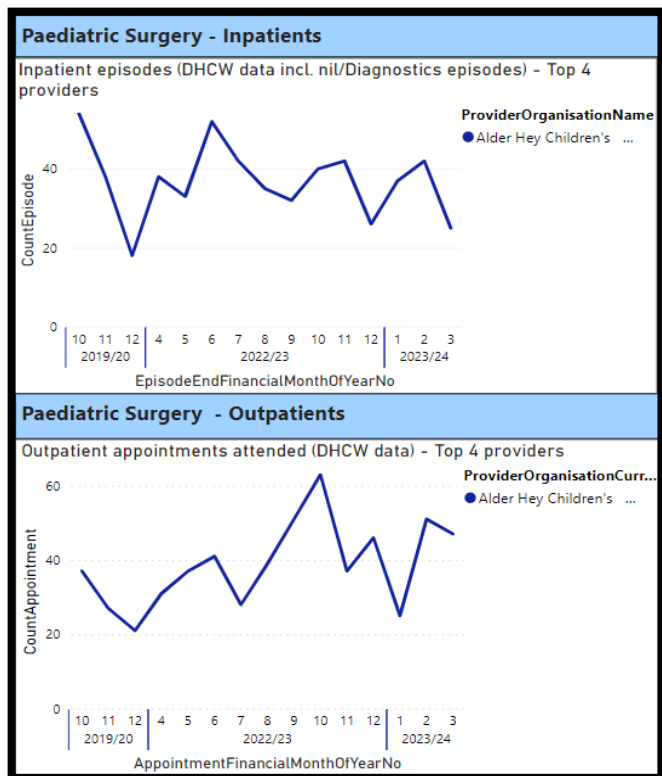 Paediatric Surgery - Inpatients
Inpatient episodes (DHCW data incl. nil/Diagnostics episodes) - Top 4
providers
ProviderOrganisationName
Alder Hey Children's ...
CountEpisode
40
20
0
10 11 12 4 5 6 7 8 9 10 11 12 1 2 3
2019/20 2022/23 2023/24
EpisodeEndFinancialMonthOfYearNo
Paediatric Surgery - Outpatients
Outpatient appointments attended (DHCW data) - Top 4 providers
ProviderOrganisationCurr...
Alder Hey Children's ...
CountAppointment
60
40
20
0
10 11 12 4 5 6 7 8 9 10 11 12 1 2 3
2019/20 2022/23 2023/24
AppointmentFinancialMonthOfYearNo